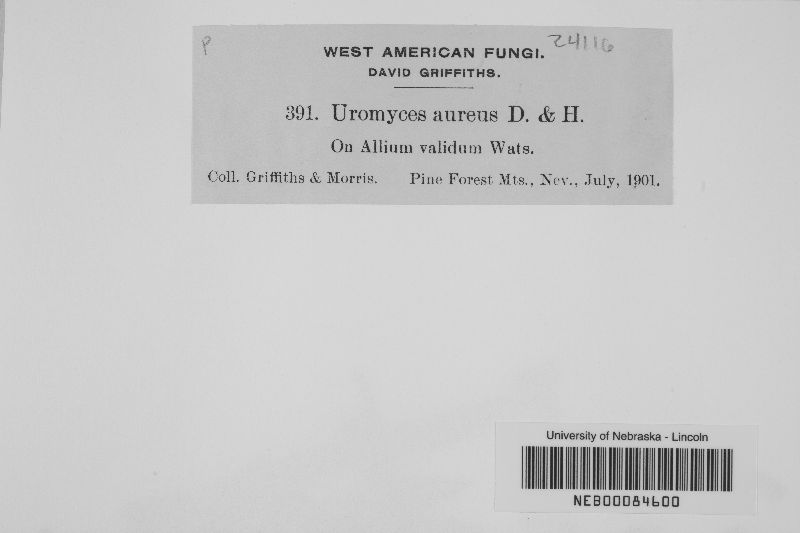 P
24116
WEST AMERICAN FUNGI.
DAVID GRIFFITHS.
391. Uromyces aureus D. & H.
On Allium validum Wats.
Coll. Griffiths & Morris. Pine Forest Mts., Nev., July, 1901.
University of Nebraska - Lincoln
NEB00084600